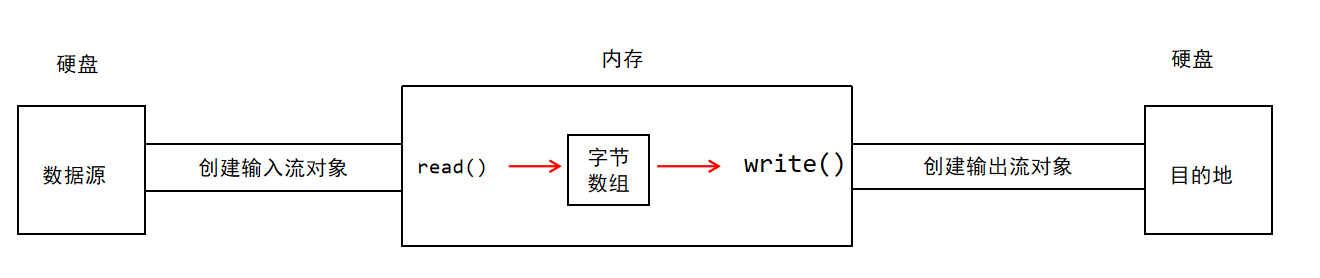 硬盘
内存
硬盘
数据源
创建输入流对象
read()
字节
数组
write()
创建输出流对象
目的地